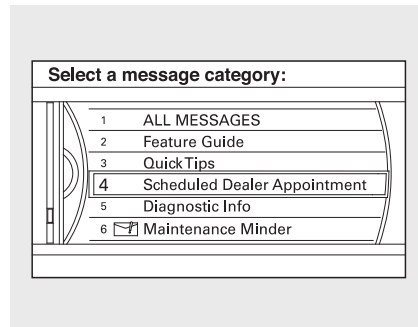 Select a message category:
1 ALL MESSAGES
2 Feature Guide
3 Quick Tips
4 Scheduled Dealer Appointment
5 Diagnostic Info
6 Maintenance Minder